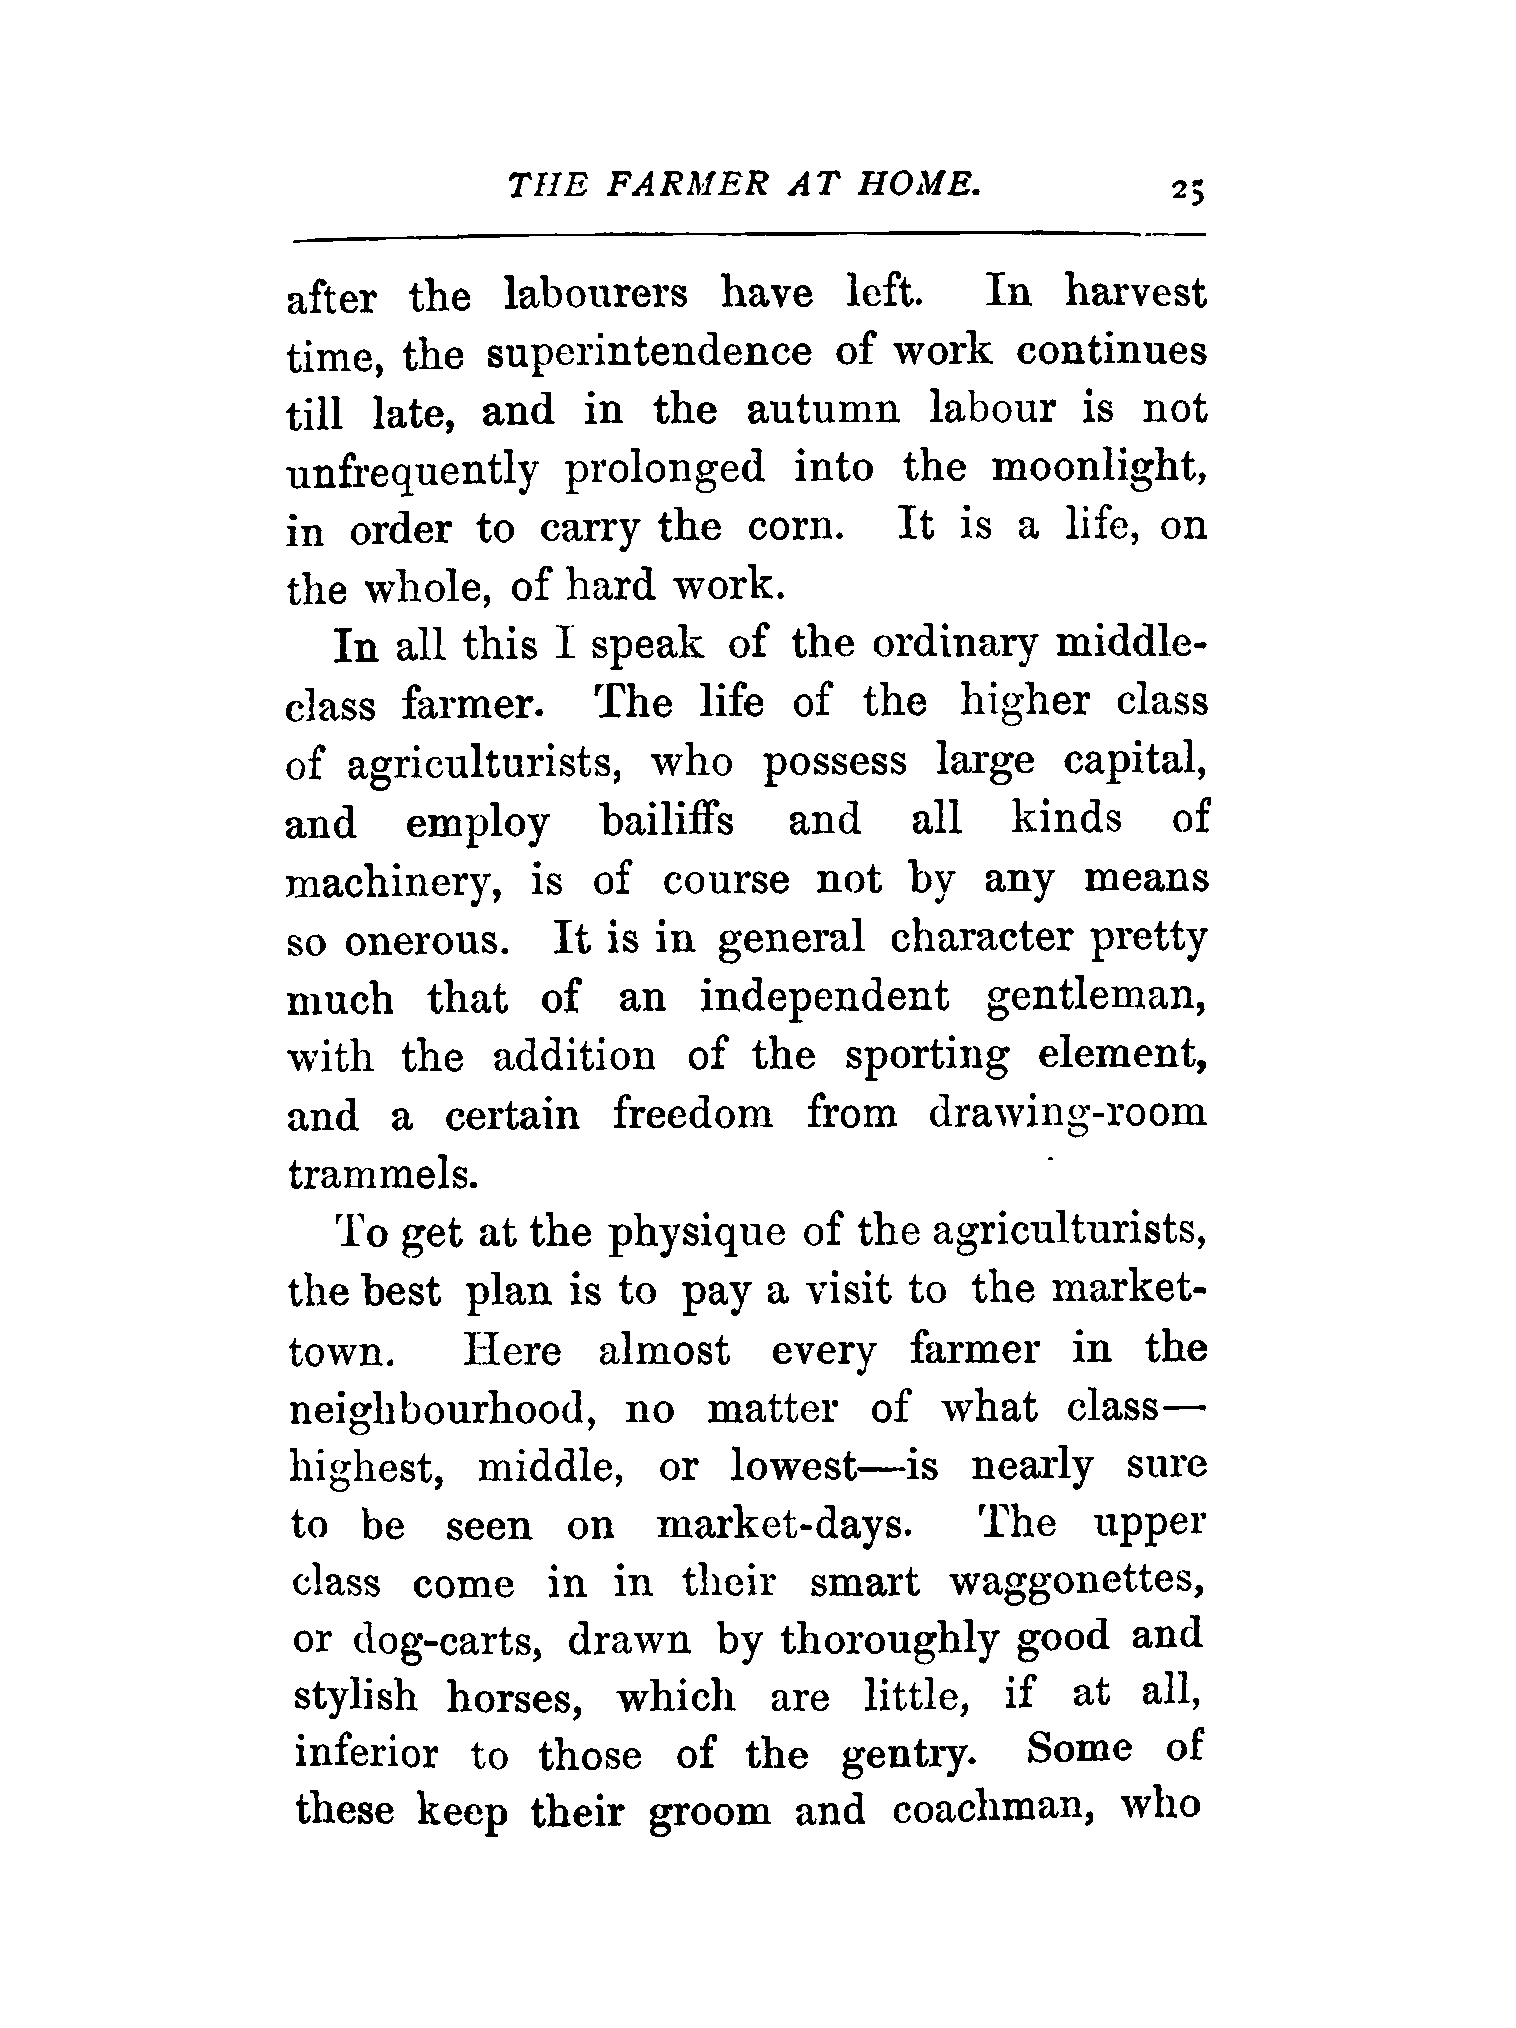 THE FARMER AT HOME. 25
after the labourers have left. In harvest
time, the superintendence of work continues
till late, and in the autumn labour is not
unfrequently prolonged into the moonlight,
in order to carry the corn. It is a life, on
the whole, of hard work.
In all this I speak of the ordinary middle-
class farmer. The life of the higher class
of agriculturists, who possess large capital,
and employ bailiffs and all kinds of
machinery, is of course not by any means
so onerous. It is in general character pretty
much that of an independent gentleman,
with the addition of the sporting element,
and a certain freedom from drawing-room
trammels.
To get at the physique of the agriculturists,
the best plan is to pay a visit to the market-
town. Here almost every farmer in the
neighbourhood, no matter of what class—
highest, middle, or lowest—is nearly sure
to be seen on market-days. The upper
class come in in their smart waggonettes,
or dog-carts, drawn by thoroughly good and
stylish horses, which are little, if at all,
inferior to those of the gentry. Some of
these keep their groom and coachman, who